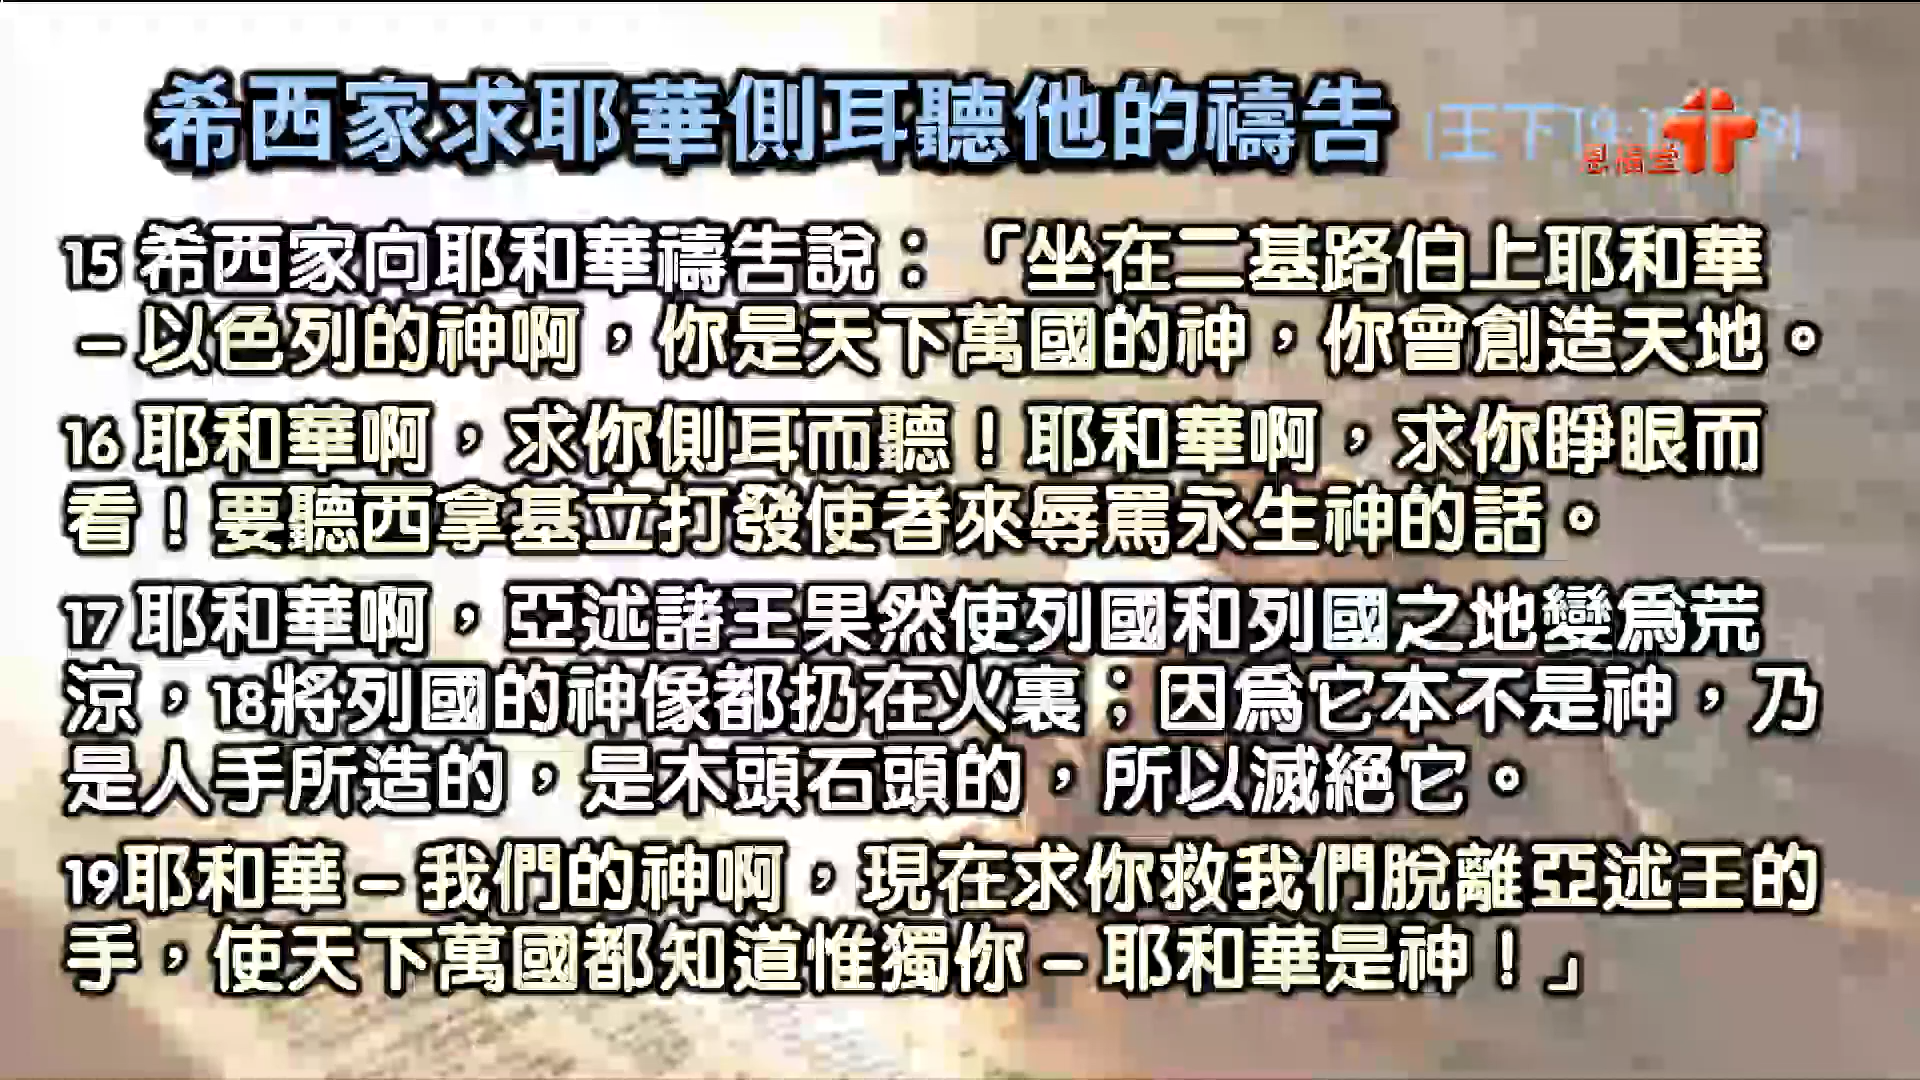 希西家求耶華側耳聽他的禱告 (王下19:1 9)
恩福堂
15 希西家向耶和華禱告說：「坐在二基路伯上耶和華
–以色列的神啊，你是天下萬國的神，你曾創造天地。
16 耶和華啊，求你側耳而聽！耶和華啊，求你睜眼而
看！要聽西拿基立打發使者來辱罵永生神的話。
17 耶和華啊，亞述諸王果然使列國和列國之地變為荒
涼，18將列國的神像都扔在火裏；因為它本不是神，乃
是人手所造的，是木頭石頭的，所以滅絕它。
19耶和華–我們的神啊，現在求你救我們脫離亞述王的
手，使天下萬國都知道惟獨你–耶和華是神！」